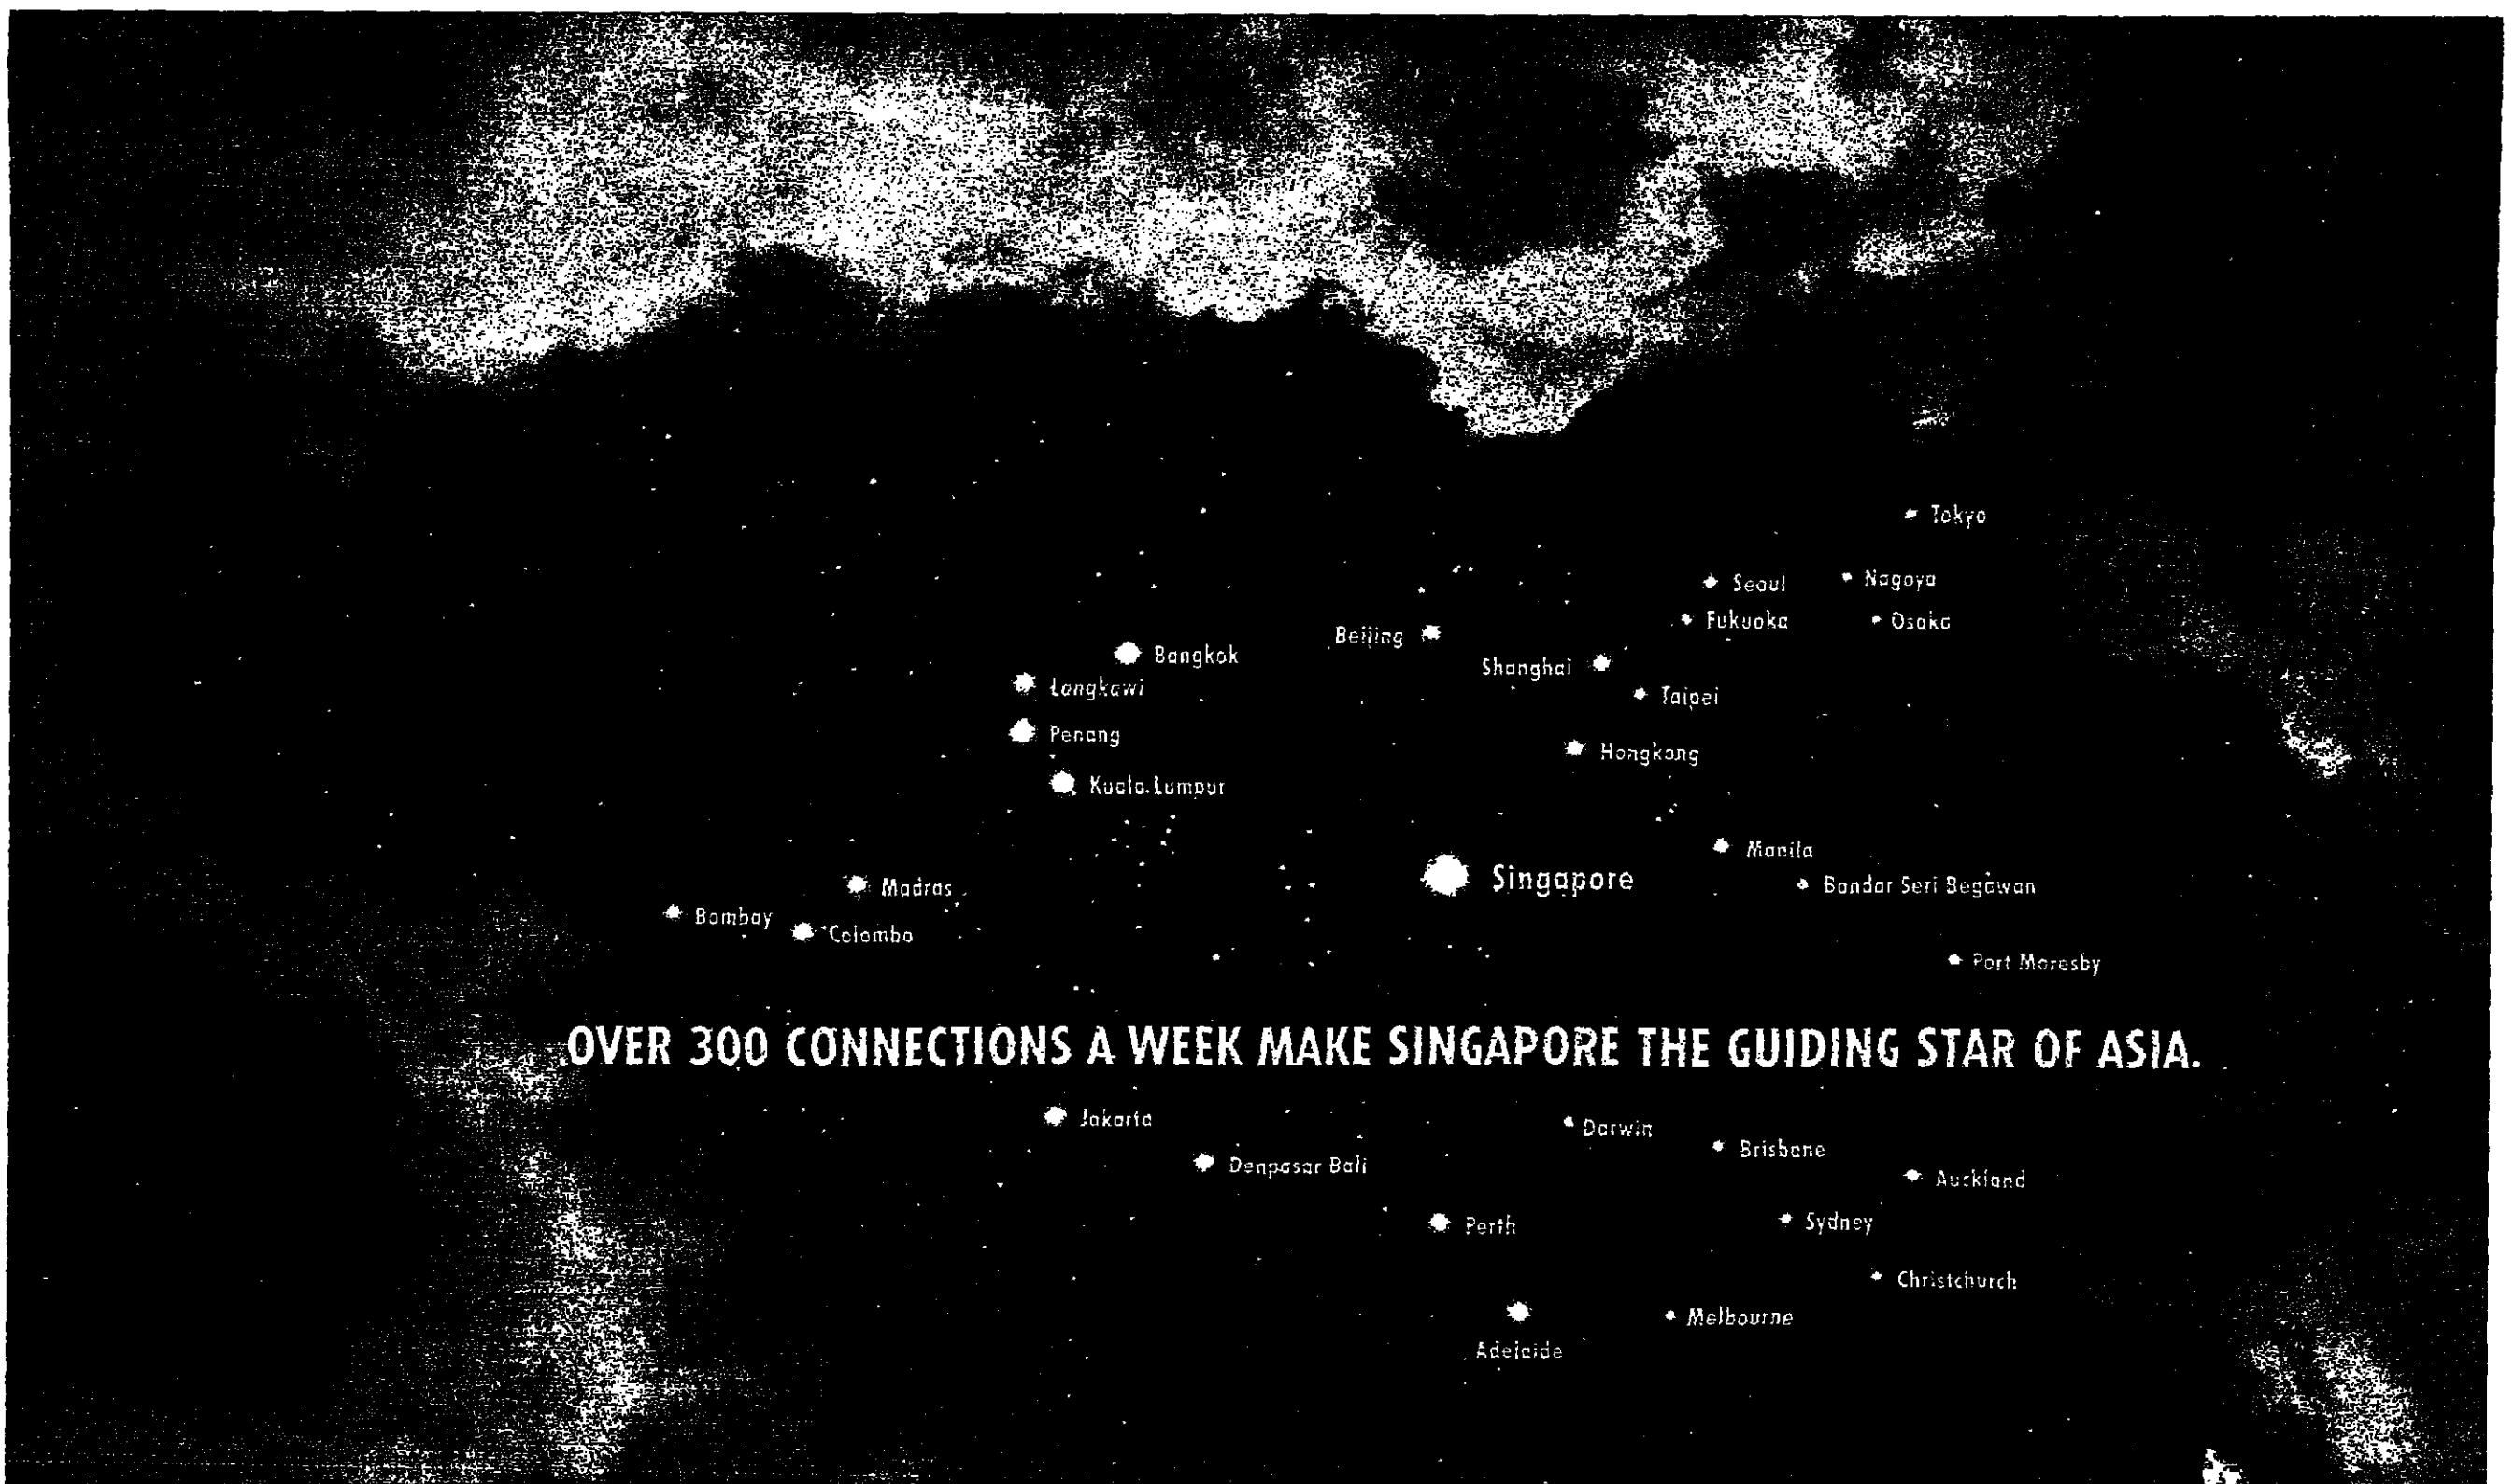 Tokyo
Seoul
Nagoya
Fukuoka
Osaka
Beijing
Bangkok
Shanghai
Langkawi
Taipei
Penang
Hongkong
Kuala Lumpur
Manila
Singapore
Madras
Bandar Seri Begawan
Bombay
Colombo
Port Moresby
OVER 300 CONNECTIONS A WEEK MAKE SINGAPORE THE GUIDING STAR OF ASIA.
Jakarta
Darwin
Brisbane
Denpasar Bali
Auckland
Perth
Sydney
Christchurch
Melbourne
Adelaide